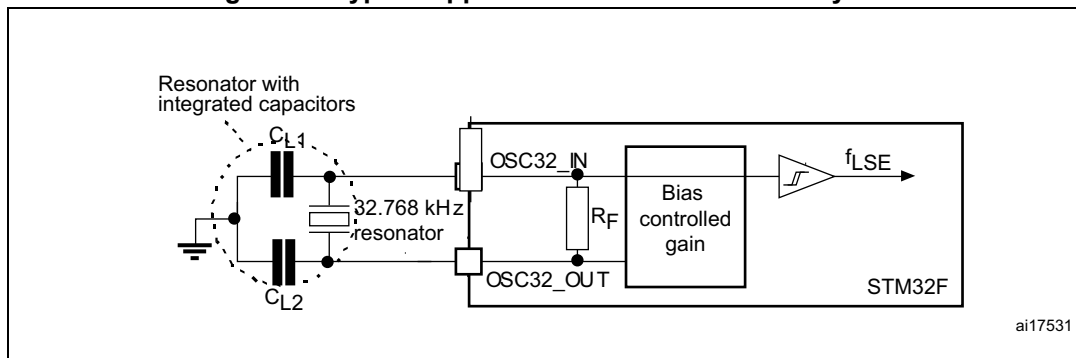 Resonator with
integrated capacitors
CL1
OSC32_IN
fLSE
32.768 kHz
resonator
RF
Bias
controlled
gain
OSC32_OUT
STM32F
CL2
ai17531